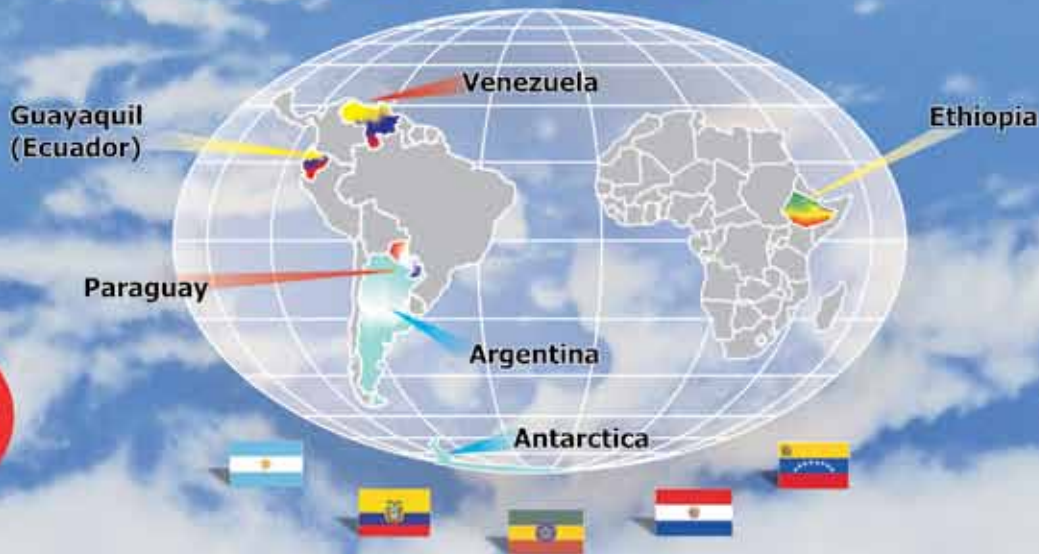 Venezuela
Guayaquil
(Ecuador)
Ethiopia
Paraguay
Argentina
Antarctica